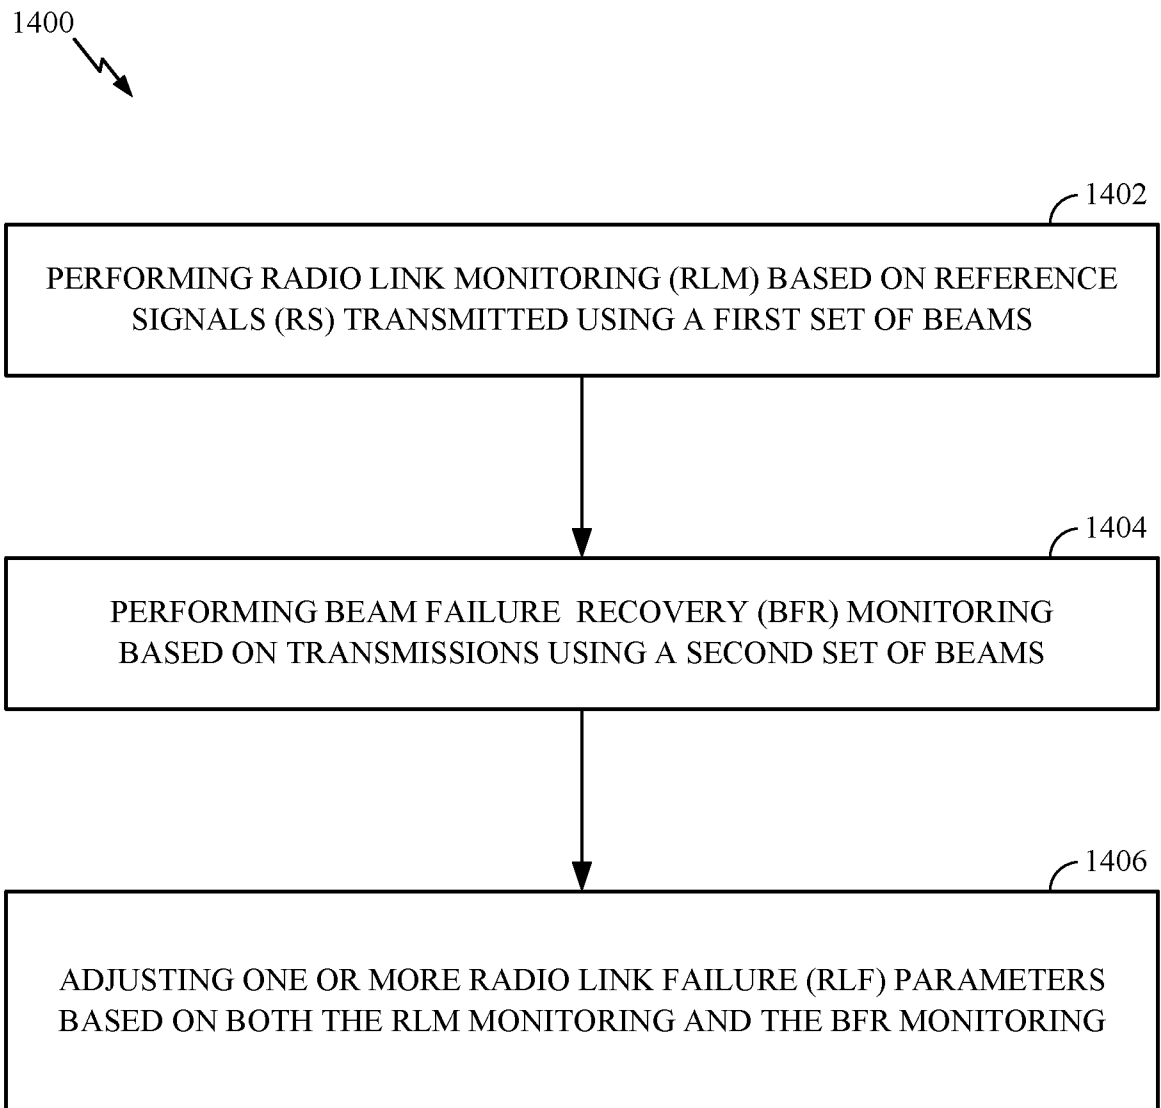 1400
1402
PERFORMING RADIO LINK MONITORING (RLM) BASED ON REFERENCE
SIGNALS (RS) TRANSMITTED USING A FIRST SET OF BEAMS
1404
PERFORMING BEAM FAILURE RECOVERY (BFR) MONITORING
BASED ON TRANSMISSIONS USING A SECOND SET OF BEAMS
1406
ADJUSTING ONE OR MORE RADIO LINK FAILURE (RLF) PARAMETERS
BASED ON BOTH THE RLM MONITORING AND THE BFR MONITORING